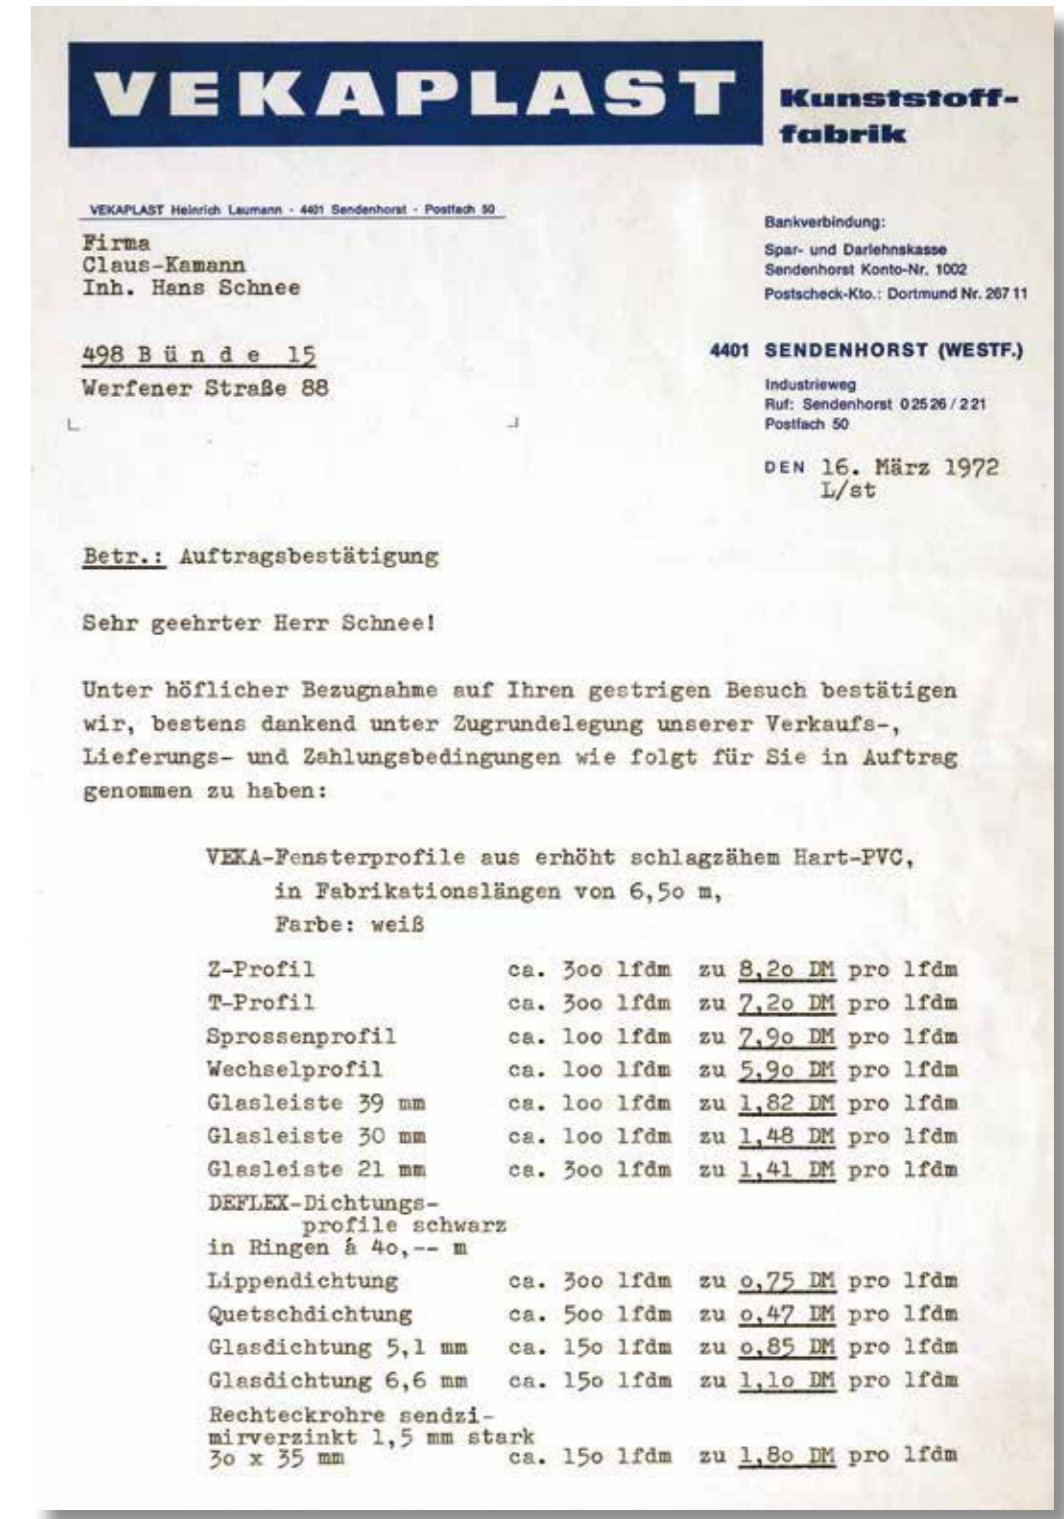 VEKAPLAST
Kunststoff-
fabrik
VEKAPLAST Heinrich Laumann - 4401 Sendenhorst - Postfach 50
Firma
Claus-Kamann
Inh. Hans Schnee
498 B ü n d e 15
Werfener Straße 88
Bankverbindung:
Spar- und Darlehnskasse
Sendenhorst Konto-Nr. 1002
Postscheck-Kto.: Dortmund Nr. 267 11
4401 SENDENHORST (WESTF.)
Industrieweg
Ruf: Sendenhorst 0 25 26 / 2 21
Postfach 50
DEN 16. März 1972
L/st
Betr.: Auftragsbestätigung
Sehr geehrter Herr Schnee!
Unter höflicher Bezugnahme auf Ihren gestrigen Besuch bestätigen
wir, bestens dankend unter Zugrundelegung unserer Verkaufs-,
Lieferungs- und Zahlungsbedingungen wie folgt für Sie in Auftrag
genommen zu haben:
VEKA-Fensterprofile aus erhöht schlagzähem Hart-PVC,
in Fabrikationslängen von 6,5o m,
Farbe: weiß
Z-Profil ca. 3oo lfdm zu 8,2o DM pro lfdm
T-Profil ca. 3oo lfdm zu 7,2o DM pro lfdm
Sprossenprofil ca. loo lfdm zu 7,9o DM pro lfdm
Wechselprofil ca. loo lfdm zu 5,9o DM pro lfdm
Glasleiste 39 mm ca. loo lfdm zu 1,82 DM pro lfdm
Glasleiste 30 mm ca. loo lfdm zu 1,48 DM pro lfdm
Glasleiste 21 mm ca. 3oo lfdm zu 1,41 DM pro lfdm
DEFLEX-Dichtungs-
profile schwarz
in Ringen á 4o,-- m
Lippendichtung ca. 3oo lfdm zu o,75 DM pro lfdm
Quetschdichtung ca. 5oo lfdm zu o,47 DM pro lfdm
Glasdichtung 5,1 mm ca. 15o lfdm zu o,85 DM pro lfdm
Glasdichtung 6,6 mm ca. 15o lfdm zu 1,1o DM pro lfdm
Rechteckrohre sendzi-
mirverzinkt 1,5 mm stark
3o x 35 mm ca. 15o lfdm zu 1,8o DM pro lfdm